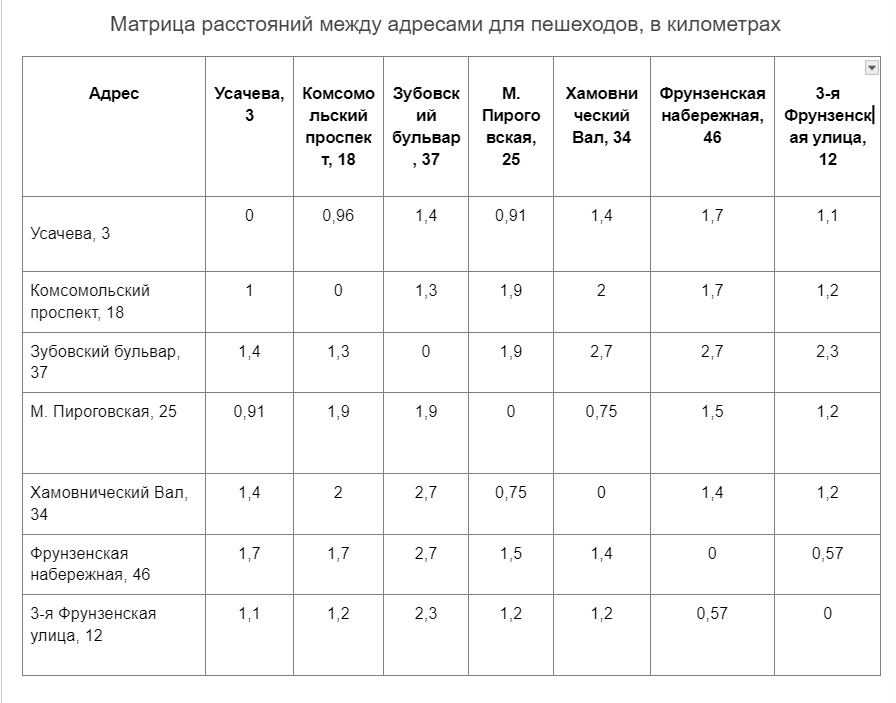 Матрица расстояний между адресами для пешеходов, в километрах
Адрес Усачева, 3 Комсомольский проспект, 18 Зубовский бульвар, 37 М. Пироговская, 25 Хамовнический Вал, 34 Фрунзенская набережная, 46 3-я Фрунзенская улица, 12
Усачева, 3 0 0,96 1,4 0,91 1,4 1,7 1,1
Комсомольский проспект, 18 1 0 1,3 1,9 2 1,7 1,2
Зубовский бульвар, 37 1,4 1,3 0 1,9 2,7 2,7 2,3
М. Пироговская, 25 0,91 1,9 1,9 0 0,75 1,5 1,2
Хамовнический Вал, 34 1,4 2 2,7 0,75 0 1,4 1,2
Фрунзенская набережная, 46 1,7 1,7 2,7 1,5 1,4 0 0,57
3-я Фрунзенская улица, 12 1,1 1,2 2,3 1,2 1,2 0,57 0